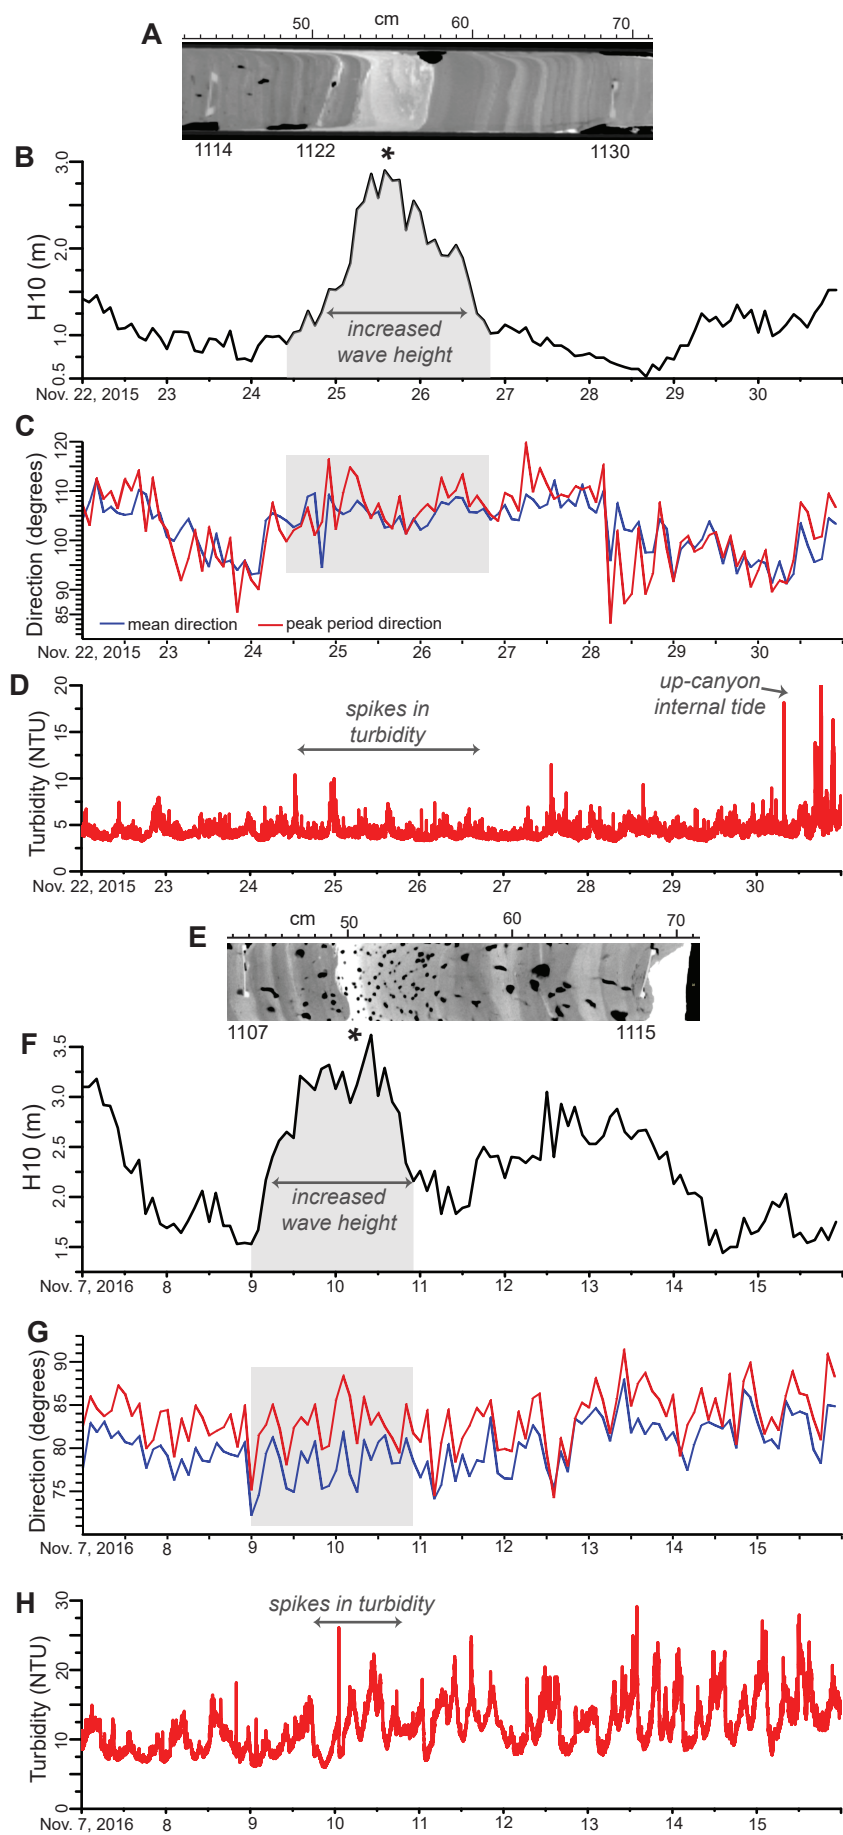 A
50 cm 60 70
1114 1122 * 1130
B
H10 (m)
3.0
2.0
1.0
0.5
increased
wave height
Nov. 22, 2015 23 24 25 26 27 28 29 30
C
Direction (degrees)
120
110
100
90
85
mean direction peak period direction
Nov. 22, 2015 23 24 25 26 27 28 29 30
D
Turbidity (NTU)
20
15
10
5
0
spikes in
turbidity
up-canyon
internal tide
Nov. 22, 2015 23 24 25 26 27 28 29 30
E
cm 50 60 70
1107 * 1115
F
H10 (m)
3.5
3.0
2.5
2.0
1.5
increased
wave height
Nov. 7, 2016 8 9 10 11 12 13 14 15
G
Direction (degrees)
90
85
80
75
Nov. 7, 2016 8 9 10 11 12 13 14 15
H
Turbidity (NTU)
30
20
10
0
spikes in turbidity
Nov. 7, 2016 8 9 10 11 12 13 14 15